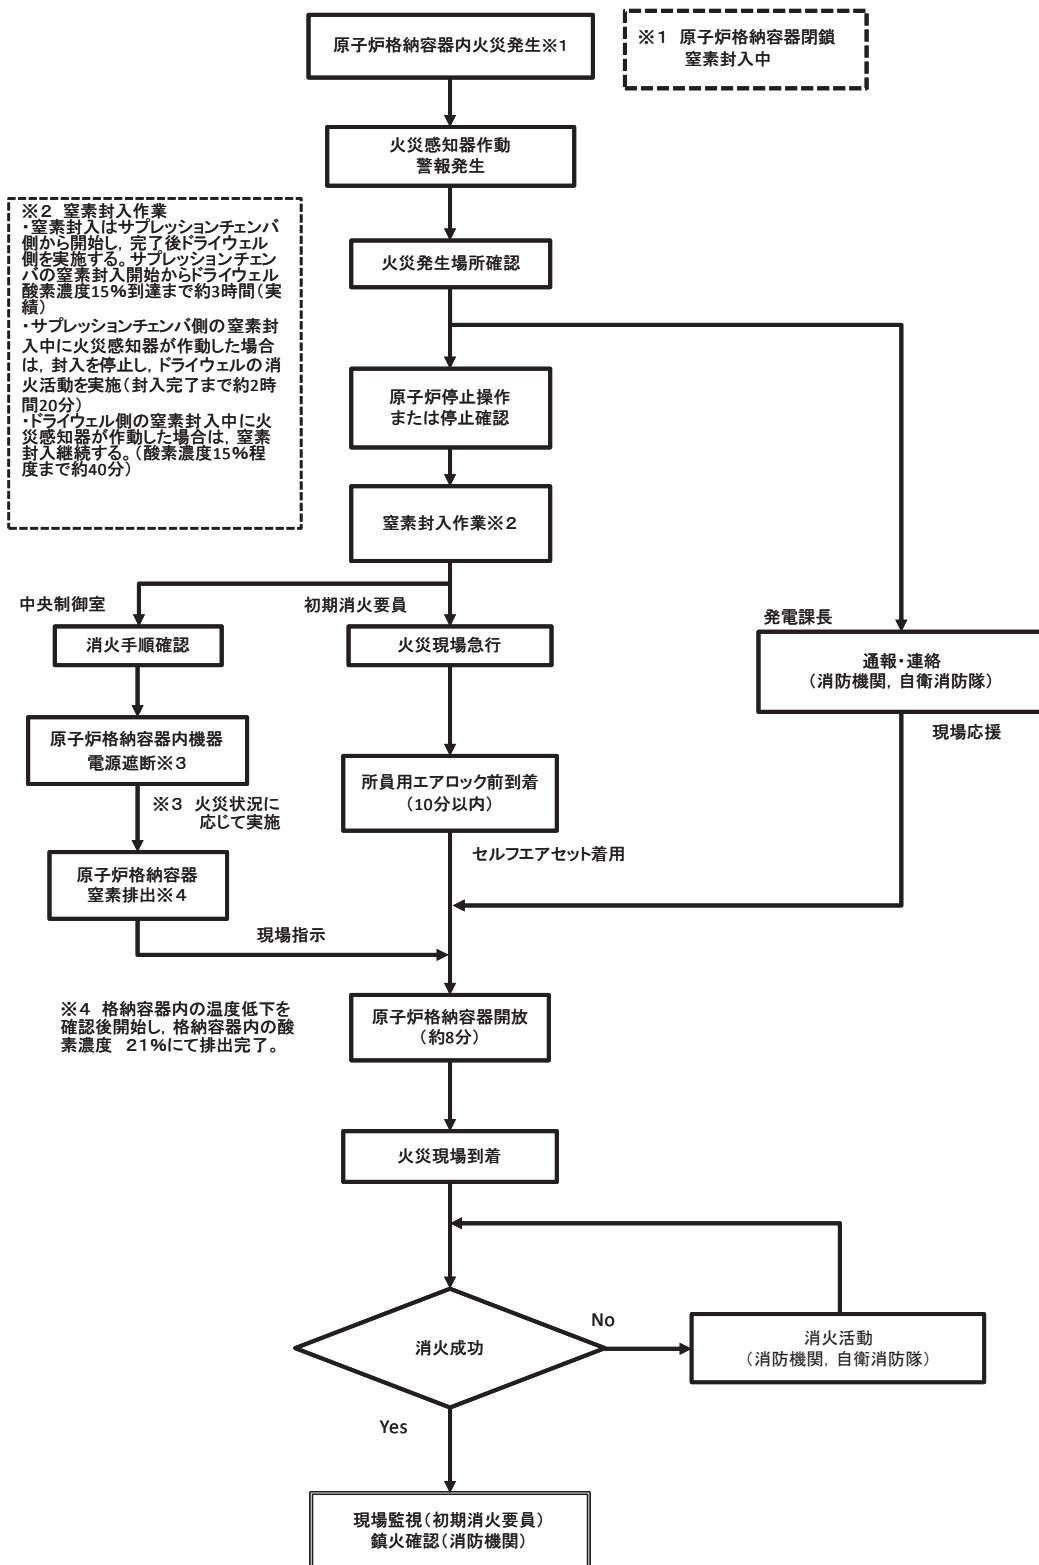 原子炉格納容器内火災発生※1
※1 原子炉格納容器閉鎖
窒素封入中
火災感知器作動
警報発生
※2 窒素封入作業
・窒素封入はサプレッションチェンバ
側から開始し，完了後ドライウェル
側を実施する。サプレッションチェン
バの窒素封入開始からドライウェル
酸素濃度15%到達まで約3時間（実
績）
・サプレッションチェンバ側の窒素封
入中に火災感知器が作動した場合
は，封入を停止し，ドライウェルの消
火活動を実施（封入完了まで約2時
間20分）
・ドライウェル側の窒素封入中に火
災感知器が作動した場合は，窒素
封入継続する。（酸素濃度15%程
度まで約40分）
火災発生場所確認
原子炉停止操作
または停止確認
窒素封入作業※2
中央制御室
初期消火要員
発電課長
消火手順確認
火災現場急行
通報・連絡
（消防機関，自衛消防隊）
現場応援
原子炉格納容器内機器
電源遮断※3
※3 火災状況に
応じて実施
所員用エアロック前到着
（10分以内）
セルフエアセット着用
原子炉格納容器
窒素排出※4
現場指示
※4 格納容器内の温度低下を
確認後開始し，格納容器内の酸
素濃度 21%にて排出完了。
原子炉格納容器開放
（約8分）
火災現場到着
消火成功
No
消火活動
（消防機関，自衛消防隊）
Yes
現場監視（初期消火要員）
鎮火確認（消防機関）